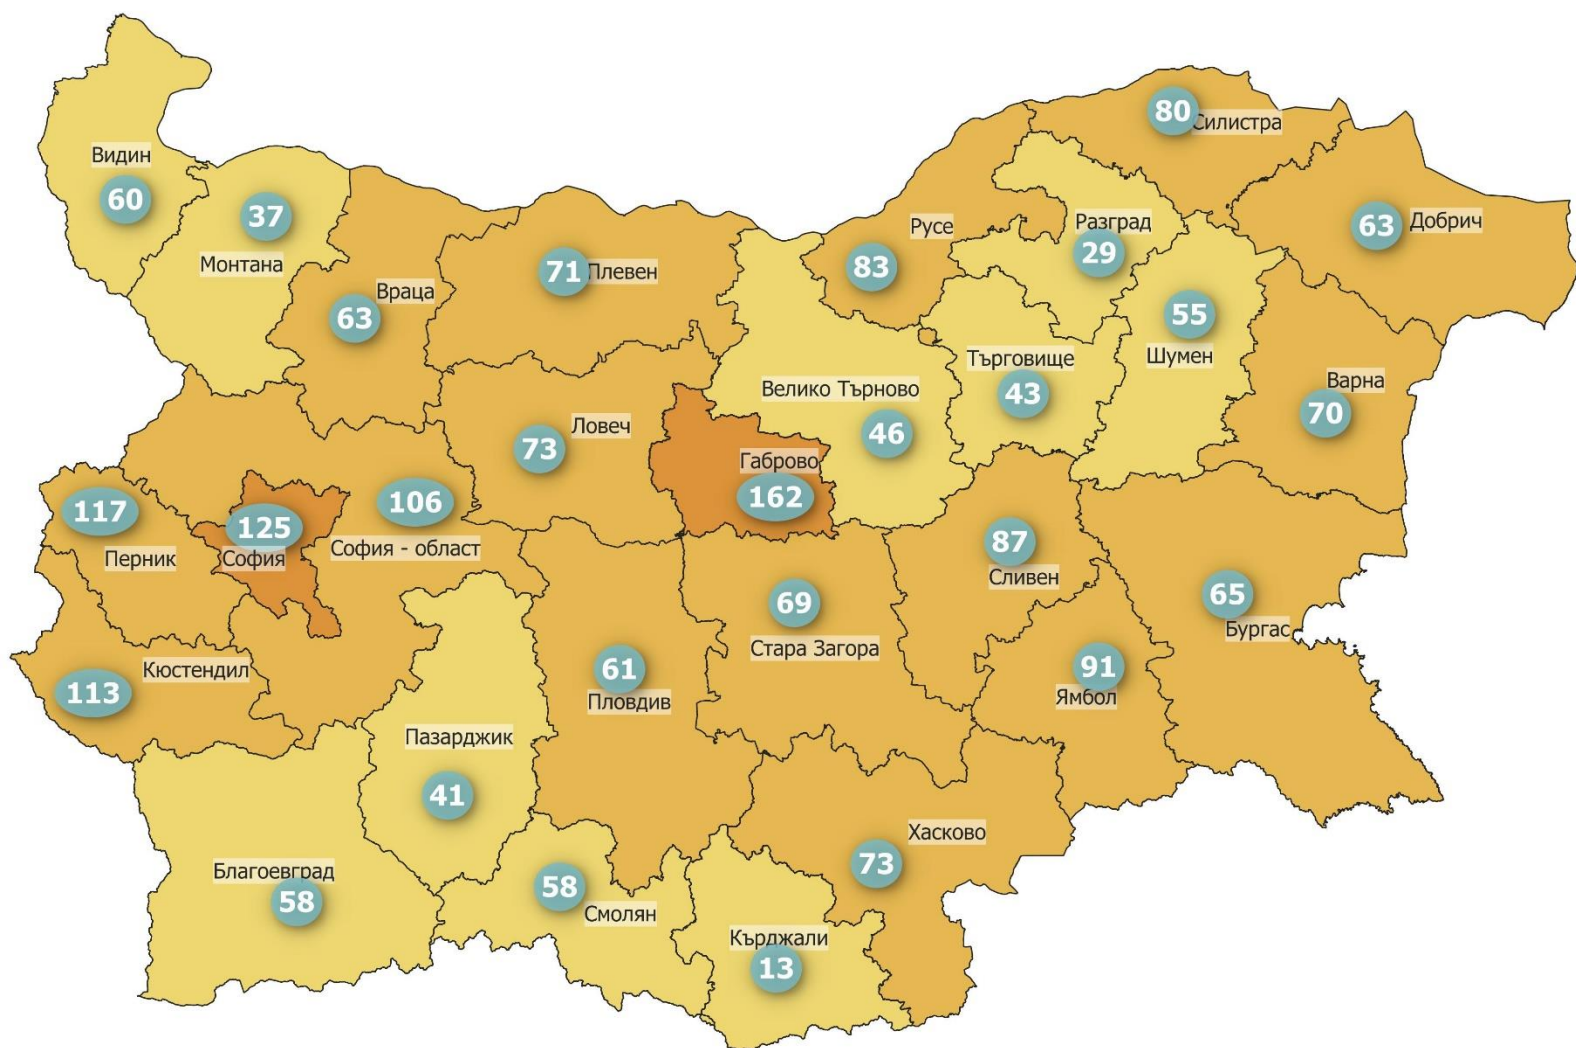 80
Силистра
Видин
60
37
Монтана
Русе
83
Разград
29
63
Добрич
71
Плевен
Враца
63
55
Шумен
Търговище
43
Велико Търново
46
Варна
70
Ловеч
73
Габрово
162
117
Перник
125
София
106
София - област
87
Сливен
69
Стара Загора
65
Бургас
Кюстендил
113
61
Пловдив
91
Ямбол
Пазарджик
41
Хасково
73
Благоевград
58
58
Смолян
Кърджали
13